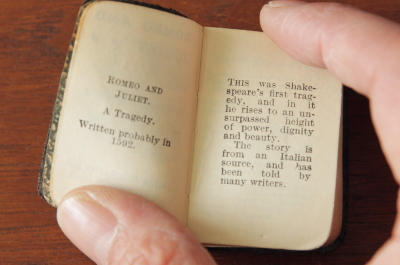 ROMEO AND
JULIET.
A Tragedy.
Written probably in
1592.
THIS was Shake-
speare's first trag-
edy, and in it
he rises to an un-
surpassed height
of power, dignity
and beauty.
The story is
from an Italian
source, and has
been told by
many writers.